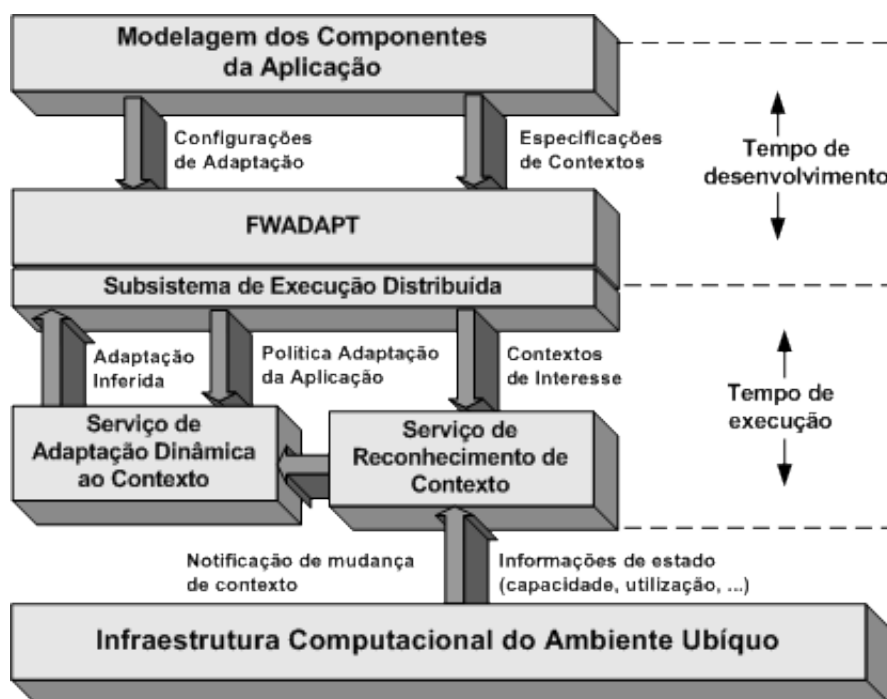 Modelagem dos Componentes
da Aplicação
Configurações
de Adaptação
Especificações
de Contextos
Tempo de
desenvolvimento
FWADAPT
Subsistema de Execução Distribuída
Adaptação
Inferida
Política Adaptação
da Aplicação
Contextos
de Interesse
Tempo de
execução
Serviço de
Adaptação Dinâmica
ao Contexto
Serviço de
Reconhecimento de
Contexto
Notificação de mudança
de contexto
Informações de estado
(capacidade, utilização, ...)
Infraestrutura Computacional do Ambiente Ubíquo